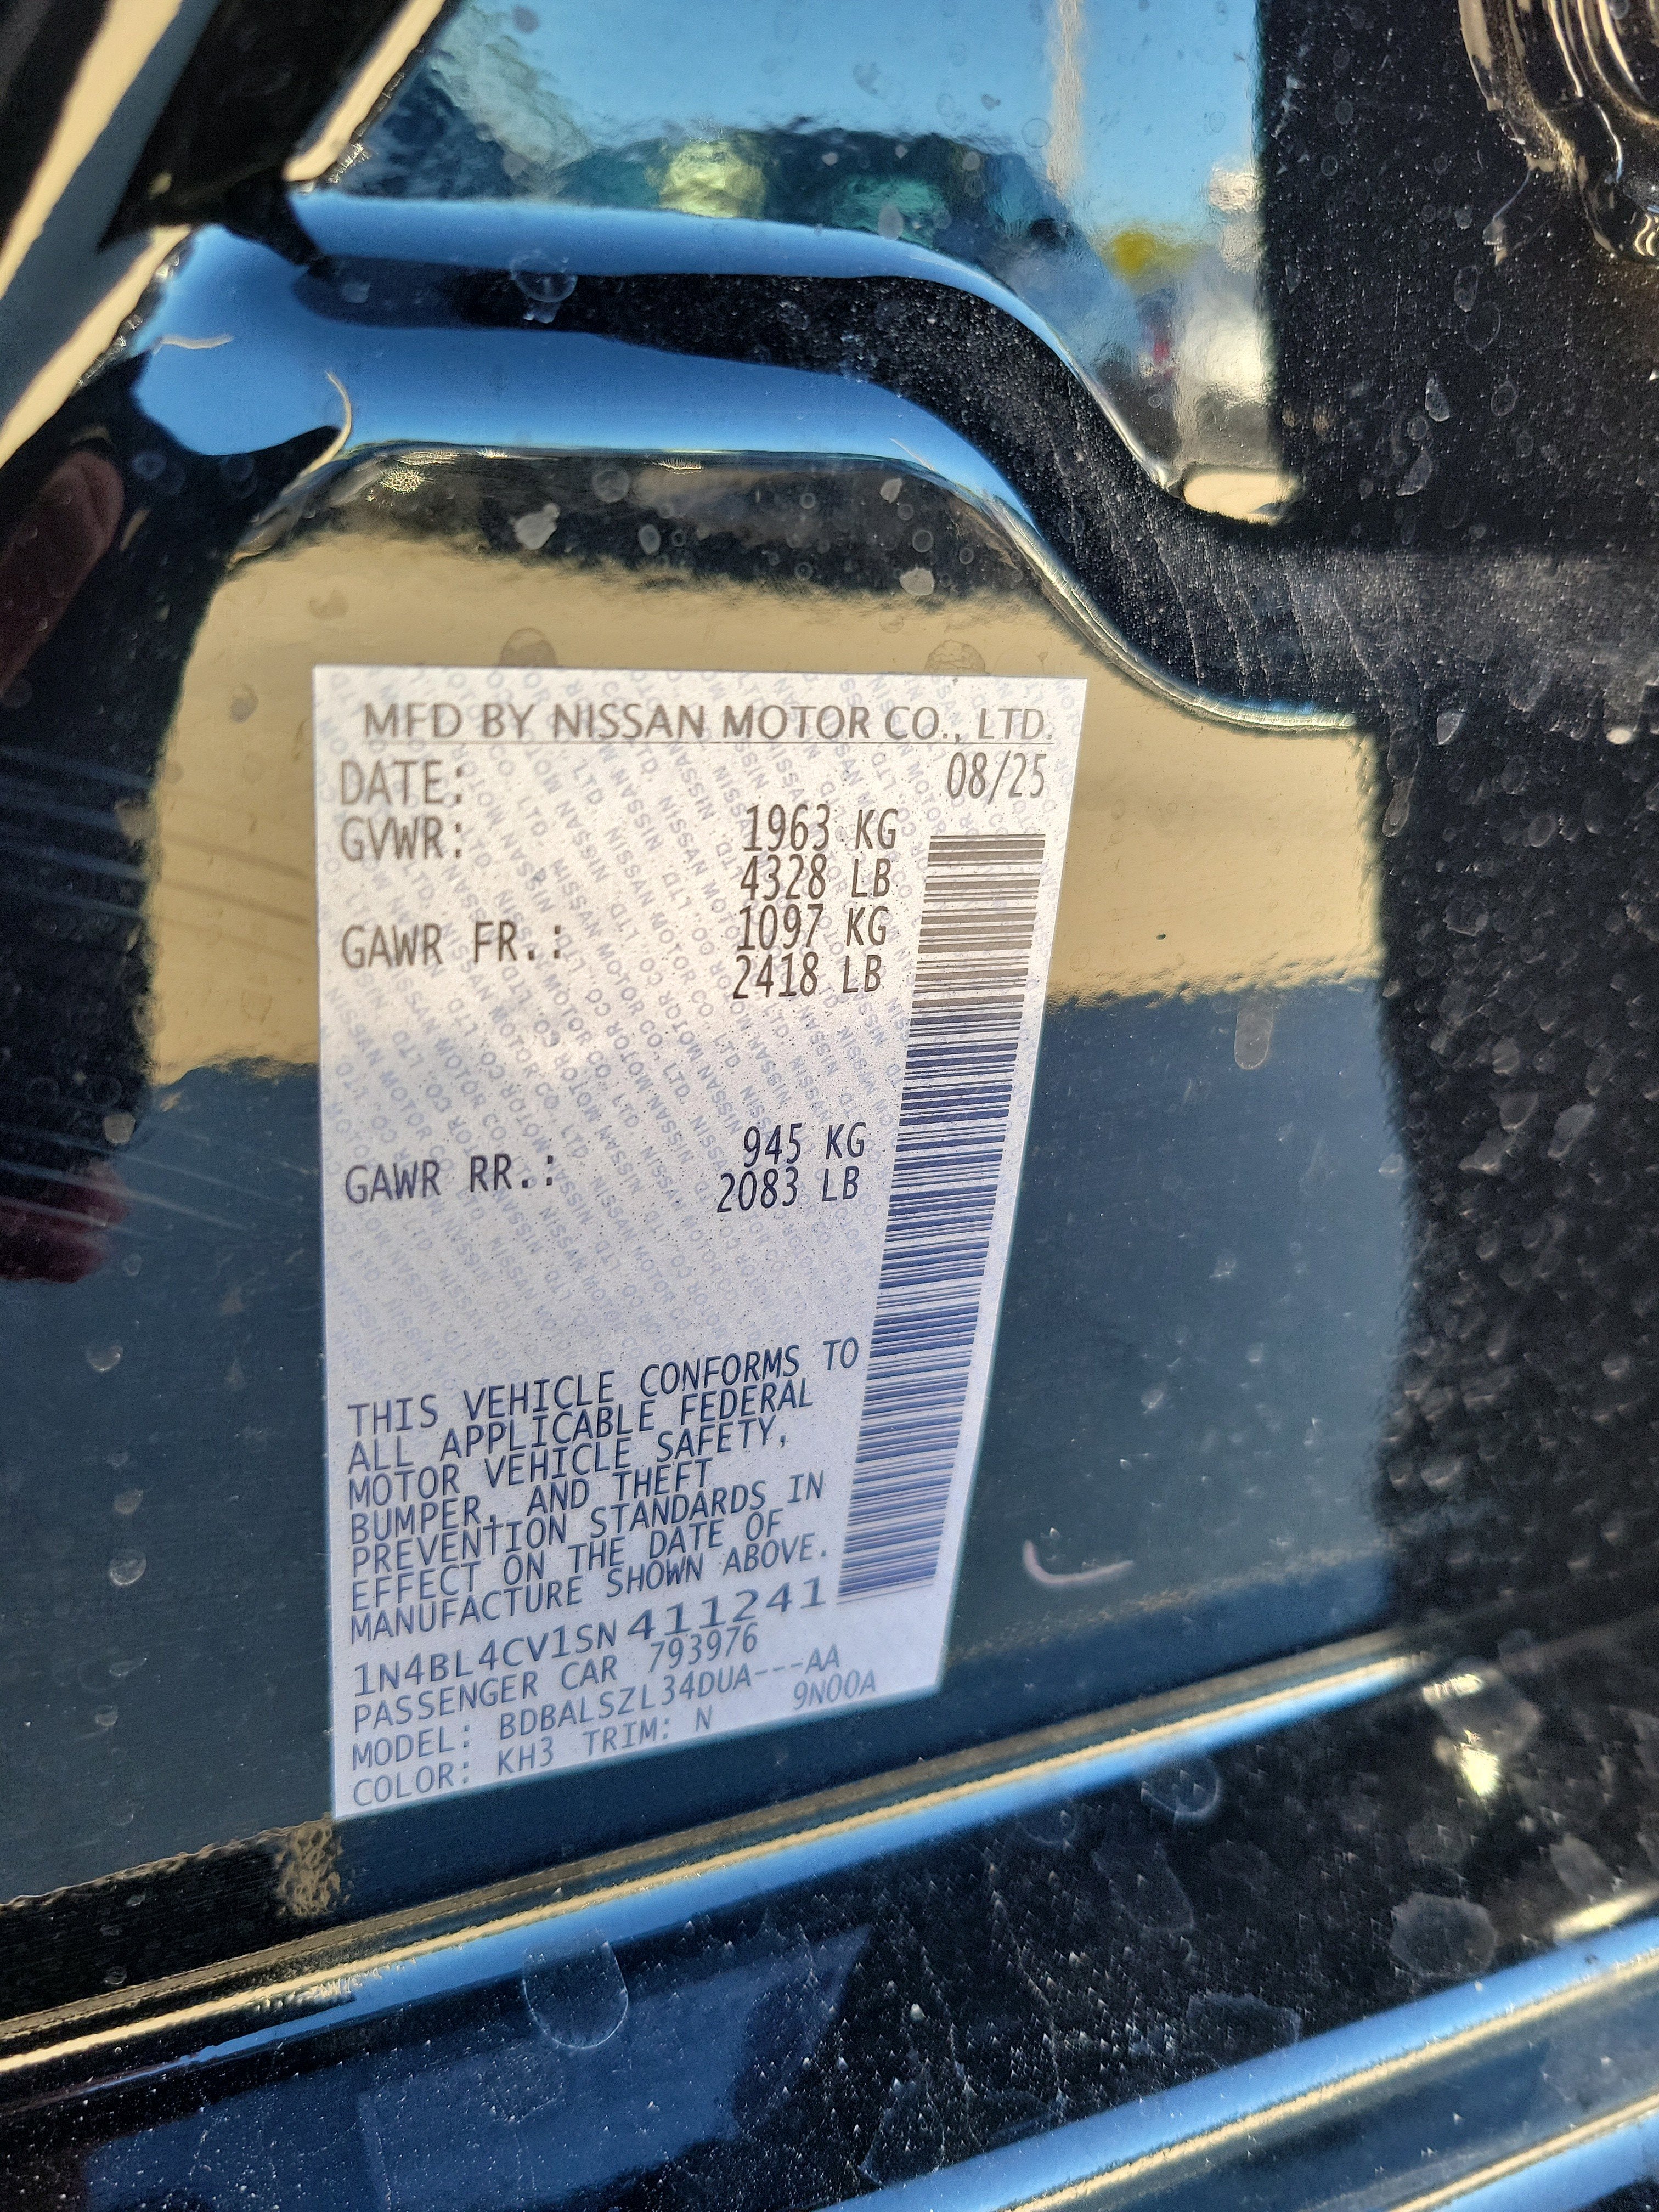 MFD BY NISSAN MOTOR CO., LTD.
DATE: 08/25
GVWR: 1963 KG
4328 LB
GAWR FR.: 1097 KG
2418 LB
GAWR RR.: 945 KG
2083 LB
THIS VEHICLE CONFORMS TO
ALL APPLICABLE FEDERAL
MOTOR VEHICLE SAFETY,
BUMPER, AND THEFT
PREVENTION STANDARDS IN
EFFECT ON THE DATE OF
MANUFACTURE SHOWN ABOVE.
1N4BL4CV1SN411241
PASSENGER CAR 793976
MODEL: BDBALSZL34DUA---AA
COLOR: KH3 TRIM: N 9N00A